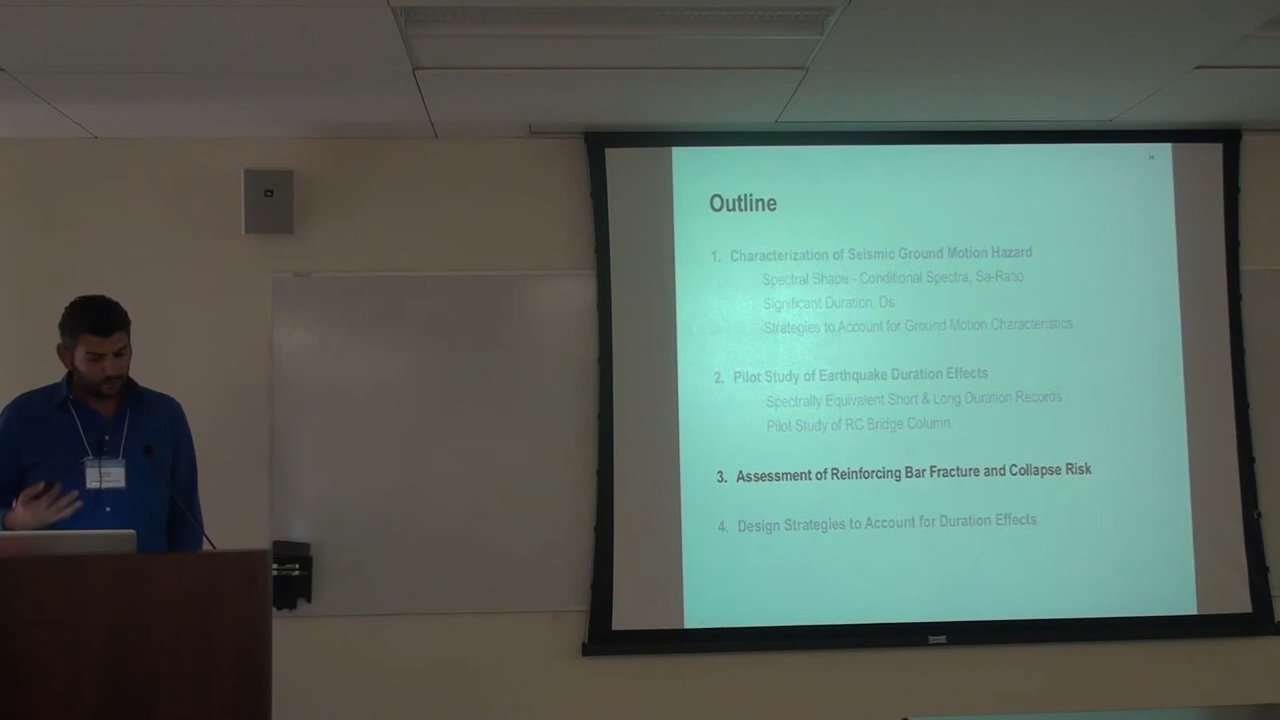 Outline
1. Characterization of Seismic Ground Motion Hazard
Spectral Shape - Conditional Spectra, Sa-Ratio
Significant Duration, Ds
Strategies to Account for Ground Motion Characteristics
2. Pilot Study of Earthquake Duration Effects
Spectrally Equivalent Short & Long Duration Records
Pilot Study of RC Bridge Column
3. Assessment of Reinforcing Bar Fracture and Collapse Risk
4. Design Strategies to Account for Duration Effects